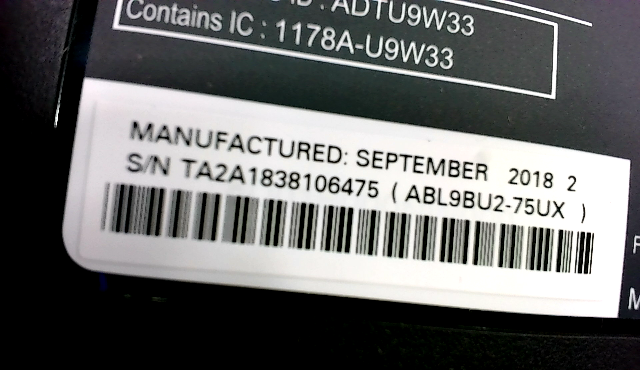 ID : ADTU9W33
Contains IC : 1178A-U9W33
MANUFACTURED: SEPTEMBER 2018 2
S/N TA2A1838106475 ( ABL9BU2-75UX )